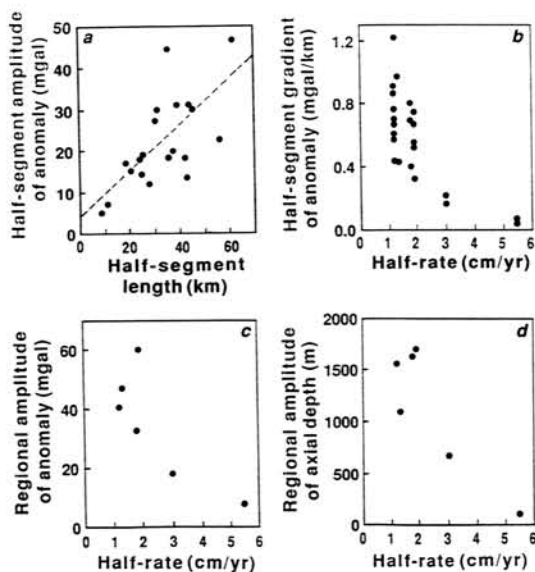 a
Half-segment amplitude
of anomaly (mgal)
50
40
30
20
10
0
0
20
40
60
Half-segment
length (km)
b
Half-segment gradient
of anomaly (mgal/km)
1.2
0.8
0.4
0.0
0 1 2 3 4 5 6
Half-rate (cm/yr)
c
Regional amplitude
of anomaly (mgal)
60
40
20
0
0 1 2 3 4 5 6
Half-rate (cm/yr)
d
Regional amplitude
of axial depth (m)
2000
1500
1000
500
0
0 1 2 3 4 5 6
Half-rate (cm/yr)